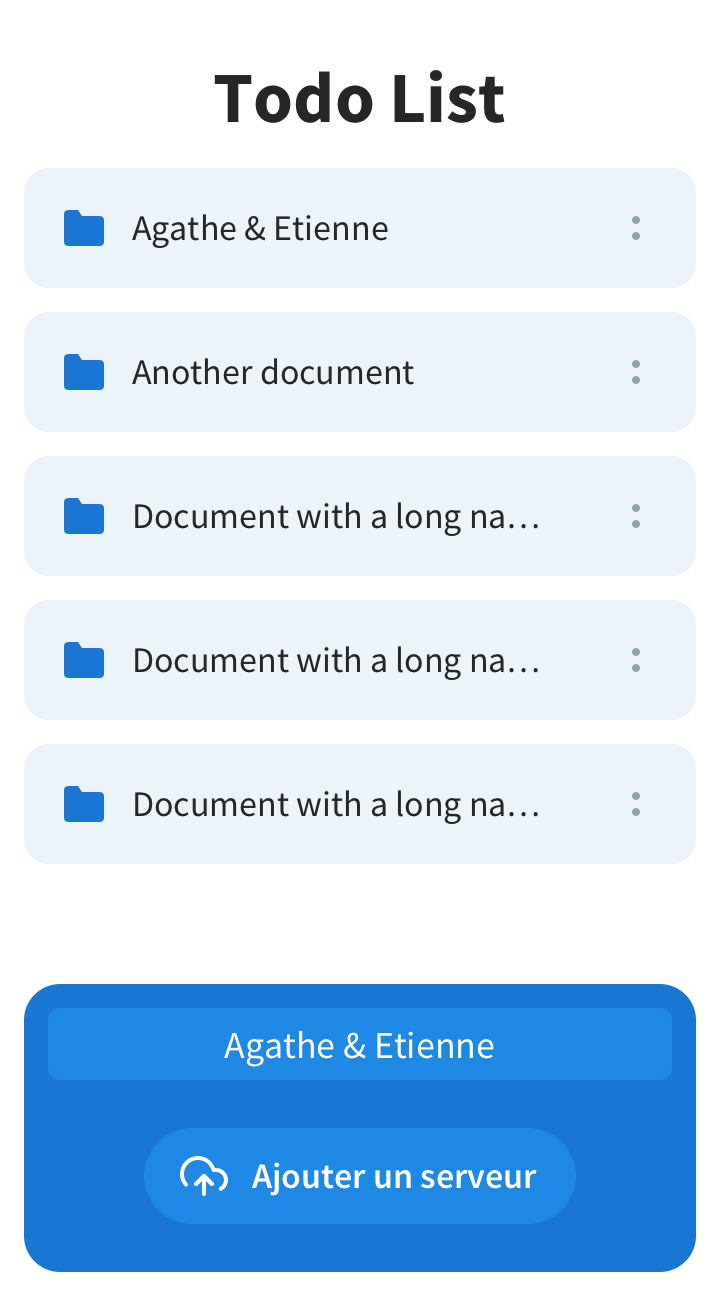 Todo List
Agathe & Etienne
Another document
Document with a long na…
Document with a long na…
Document with a long na…
Agathe & Etienne
Ajouter un serveur